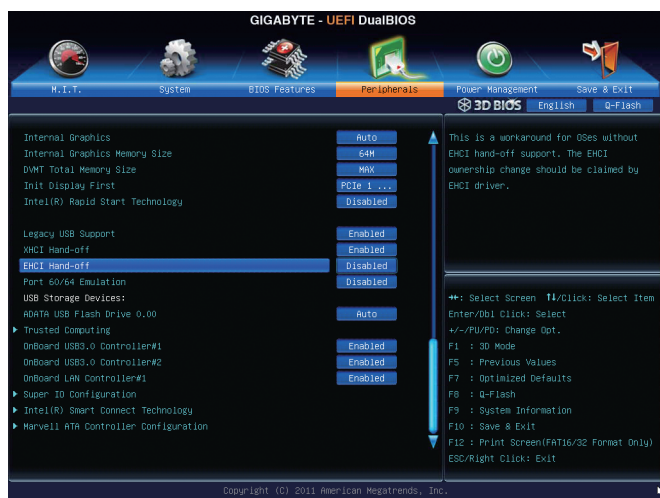 GIGABYTE - UEFI DualBIOS
M.I.T.
System
BIOS Features
Peripherals
Power Management
Save & Exit
3D BIOS
English
Q-Flash
Internal Graphics Auto
Internal Graphics Memory Size 64M
DVMT Total Memory Size MAX
Init Display First PCIe 1 ...
Intel(R) Rapid Start Technology Disabled
Legacy USB Support Enabled
XHCI Hand-off Enabled
EHCI Hand-off Disabled
Port 60/64 Emulation Disabled
USB Storage Devices:
ADATA USB Flash Drive 0.00 Auto
Trusted Computing
OnBoard USB3.0 Controller#1 Enabled
OnBoard USB3.0 Controller#2 Enabled
OnBoard LAN Controller#1 Enabled
Super IO Configuration
Intel(R) Smart Connect Technology
Marvell ATA Controller Configuration
This is a workaround for OSes without
EHCI hand-off support. The EHCI
ownership change should be claimed by
EHCI driver.
→←: Select Screen ↑↓/Click: Select Item
Enter/Dbl Click: Select
+/-/PU/PD: Change Opt.
F1 : 3D Mode
F5 : Previous Values
F7 : Optimized Defaults
F8 : Q-Flash
F9 : System Information
F10 : Save & Exit
F12 : Print Screen(FAT16/32 Format Only)
ESC/Right Click: Exit
Copyright (C) 2011 American Megatrends, Inc.